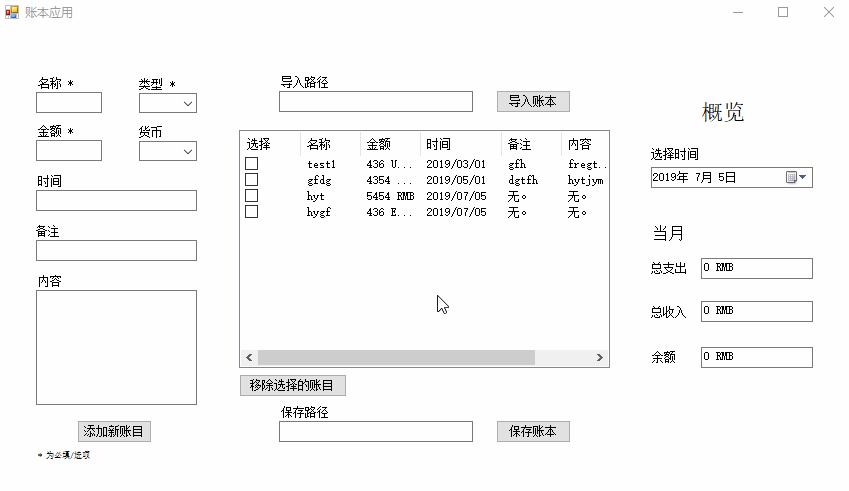 账本应用
名称 *
类型 *
金额 *
货币
时间
备注
内容
添加新账目
* 为必填/选项
导入路径
导入账本
选择 名称 金额 时间 备注 内容
test1 436 U... 2019/03/01 gfh fregt..
gfdg 4354 ... 2019/05/01 dgtfh hytjym
hyt 5454 RMB 2019/07/05 无。 无。
hygf 436 E... 2019/07/05 无。 无。
移除选择的账目
保存路径
保存账本
概览
选择时间
2019年 7月 5日
当月
总支出 0 RMB
总收入 0 RMB
余额 0 RMB